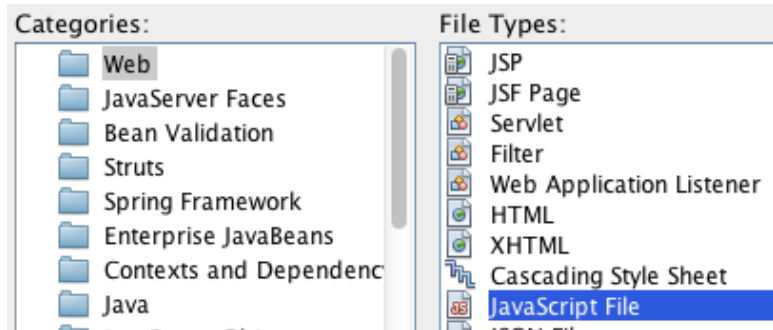 Categories:
Web
JavaServer Faces
Bean Validation
Struts
Spring Framework
Enterprise JavaBeans
Contexts and Dependenc
Java
File Types:
JSP
JSF Page
Servlet
Filter
Web Application Listener
HTML
XHTML
Cascading Style Sheet
JavaScript File